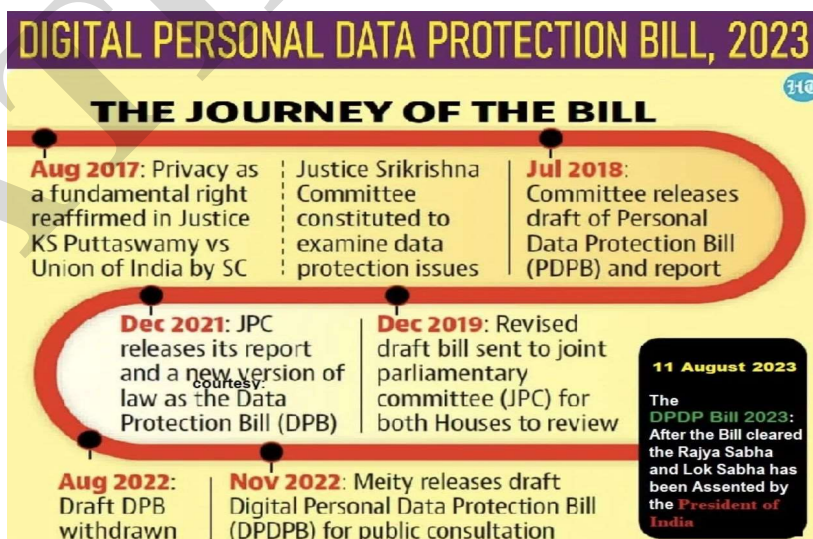 DIGITAL PERSONAL DATA PROTECTION BILL, 2023
HT
THE JOURNEY OF THE BILL
Aug 2017: Privacy as
a fundamental right
reaffirmed in Justice
KS Puttaswamy vs
Union of India by SC
Justice Srikrishna
Committee
constituted to
examine data
protection issues
Jul 2018:
Committee releases
draft of Personal
Data Protection Bill
(PDPB) and report
Dec 2021: JPC
releases its report
and a new version of
courtesy:
law as the Data
Protection Bill (DPB)
Dec 2019: Revised
draft bill sent to joint
parliamentary
committee (JPC) for
both Houses to review
11 August 2023
The
DPDP Bill 2023:
After the Bill cleared
the Rajya Sabha
and Lok Sabha has
been Assented by
the President of
India
Aug 2022:
Draft DPB
withdrawn
Nov 2022: Meity releases draft
Digital Personal Data Protection Bill
(DPDPB) for public consultation